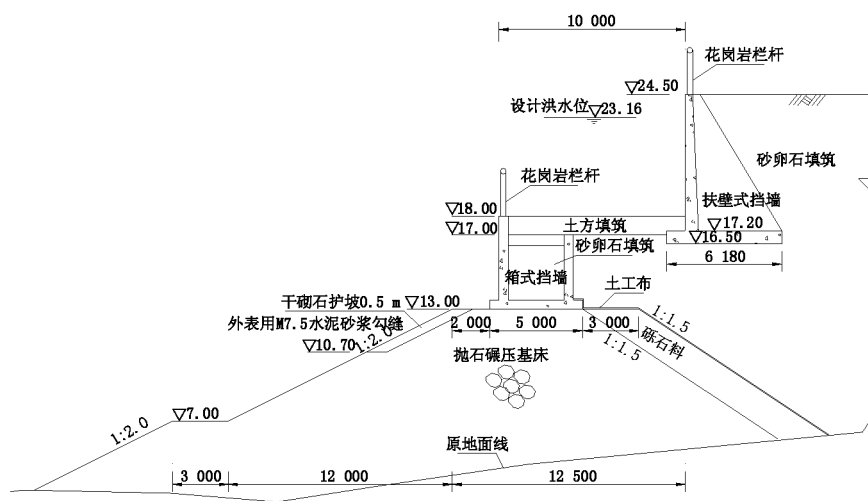 10 000
花岗岩栏杆
▽24.50
设计洪水位
▽23.16
砂卵石填筑
花岗岩栏杆
扶壁式挡墙
▽18.00
土方填筑
▽17.20
▽17.00
砂卵石填筑
▽16.50
6 180
箱式挡墙
土工布
干砌石护坡0.5 m
▽13.00
1:1.5
外表用M7.5水泥砂浆勾缝
2 000
5 000
3 000
砾石料
▽10.70
1:2.0
1:1.5
抛石碾压基床
▽7.00
1:2.0
原地面线
3 000
12 000
12 500